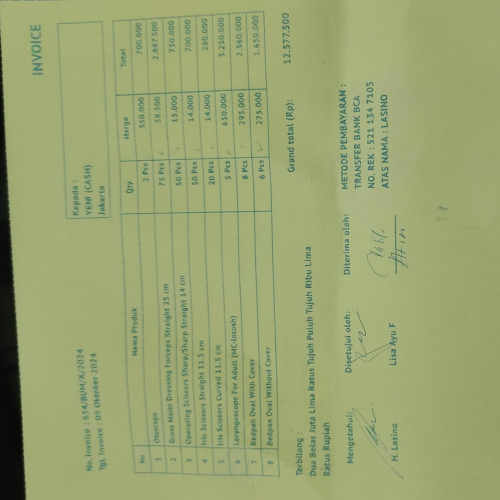 INVOICE
No. Invoice : 654/BUM/X/2024
Tgl. Invoice : 09 Oktober 2024
Kepada :
YENI (CASH)
Jakarta
No Nama Produk Qty Harga Total
1 Otoscope 2 Pcs 350.000 700.000
2 Gross Maier Dressing Forceps Straight 25 cm 75 Pcs 38.500 2.887.500
3 Operating Scissors Sharp/Sharp Straight 14 cm 50 Pcs 15.000 750.000
4 Iris Scissors Straight 11.5 cm 50 Pcs 14.000 700.000
5 Iris Scissors Curved 11.5 cm 20 Pcs 14.000 280.000
6 Laryngoscope For Adult (MC-Intosh) 5 Pcs 650.000 3.250.000
7 Bedpan Oval With Cover 8 Pcs 295.000 2.360.000
8 Bedpan Oval Without Cover 6 Pcs 275.000 1.650.000
Grand total (Rp): 12.577.500
Terbilang :
Dua Belas Juta Lima Ratus Tujuh Puluh Tujuh Ribu Lima
Ratus Rupiah
Mengetahui: Disetujui oleh: Diterima oleh:
H. Lasino Lisa Ayu F
METODE PEMBAYARAN :
TRANSFER BANK BCA
NO. REK : 521 134 7105
ATAS NAMA : LASINO